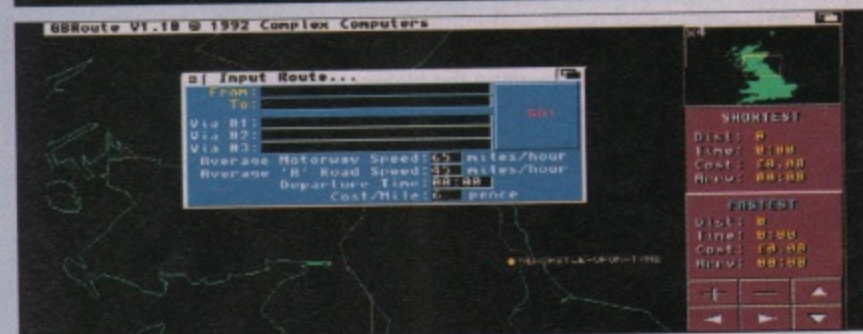 GBRoute V1.10 © 1992 Complex Computers
x4
Input Route...
From:
To:
GO!
Via #1:
Via #2:
Via #3:
Average Motorway Speed: 65 miles/hour
Average 'A' Road Speed: 45 miles/hour
Departure Time: 00:00
Cost/Mile: 6 pence
NEWCASTLE-UPON-TYNE
SHORTEST
Dist: 0
Time: 0:00
Cost: £0.00
Arrv: 00:00
FASTEST
Dist: 0
Time: 0:00
Cost: £0.00
Arrv: 00:00